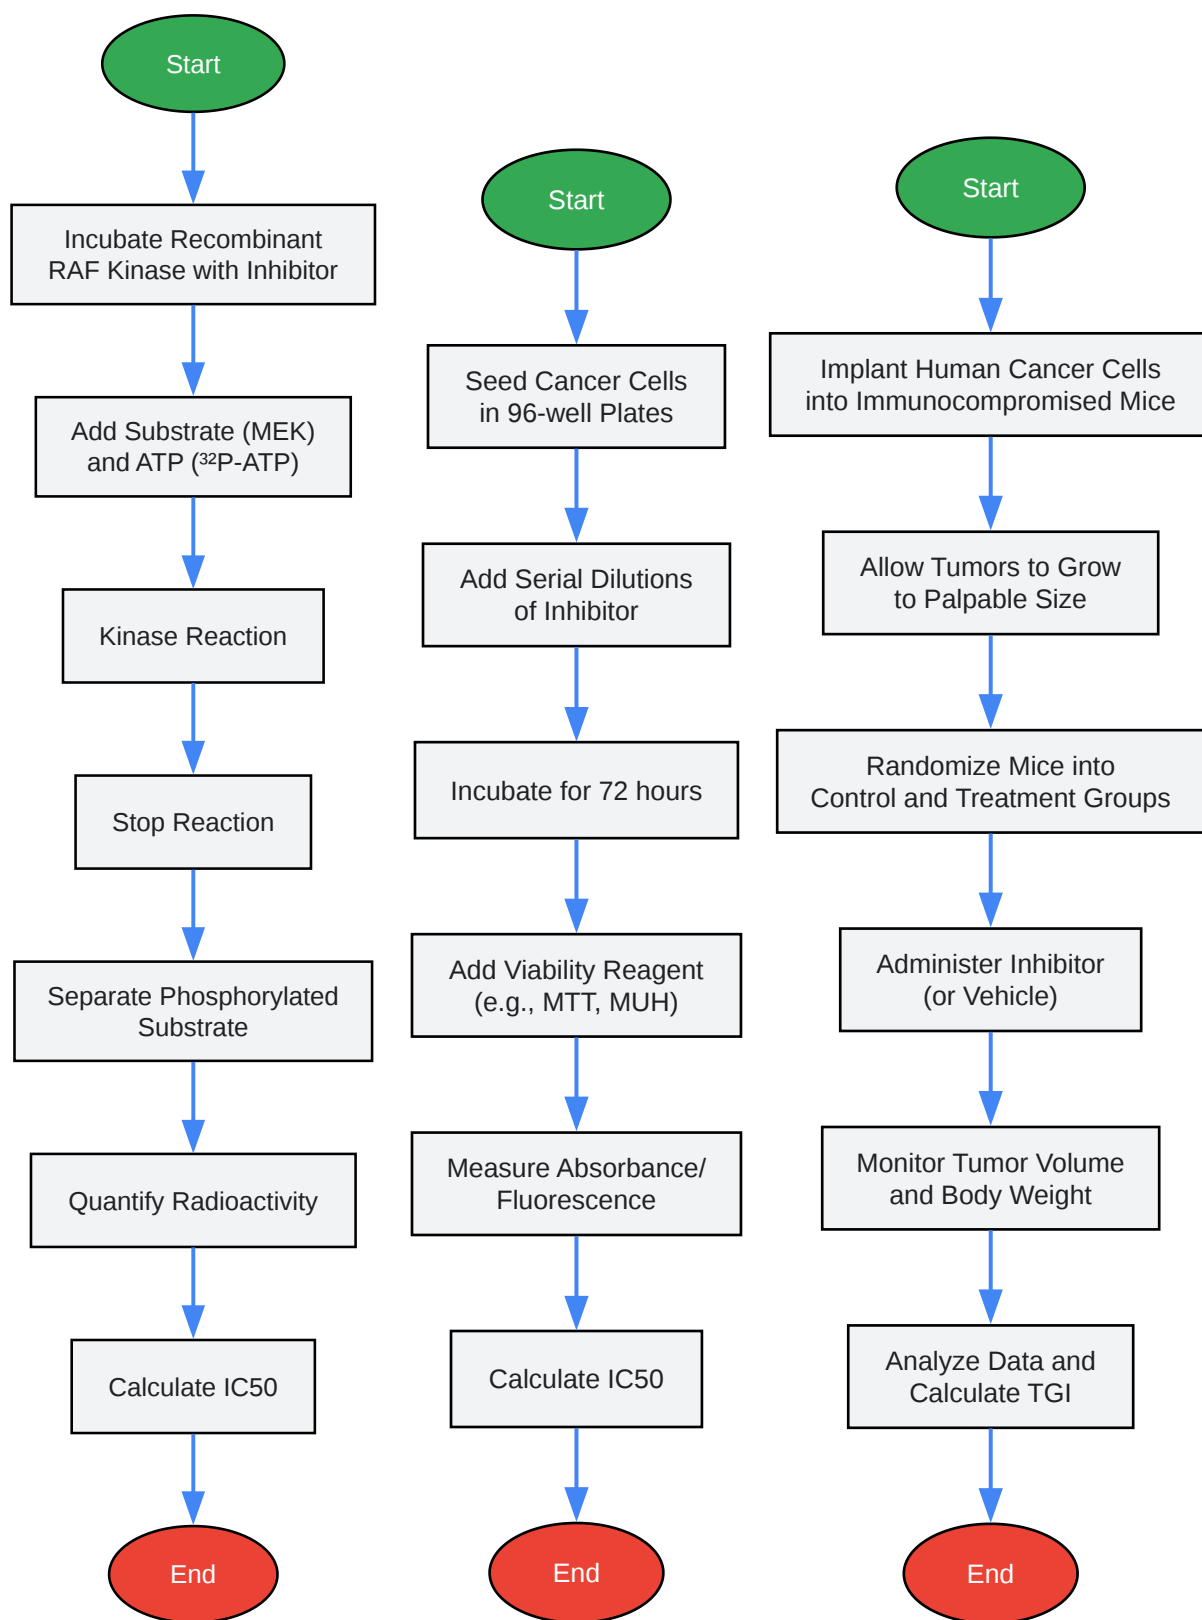 Start
Incubate Recombinant
RAF Kinase with Inhibitor
Add Substrate (MEK)
and ATP (³²P-ATP)
Kinase Reaction
Stop Reaction
Separate Phosphorylated
Substrate
Quantify Radioactivity
Calculate IC50
End
Start
Seed Cancer Cells
in 96-well Plates
Add Serial Dilutions
of Inhibitor
Incubate for 72 hours
Add Viability Reagent
(e.g., MTT, MUH)
Measure Absorbance/
Fluorescence
Calculate IC50
End
Start
Implant Human Cancer Cells
into Immunocompromised Mice
Allow Tumors to Grow
to Palpable Size
Randomize Mice into
Control and Treatment Groups
Administer Inhibitor
(or Vehicle)
Monitor Tumor Volume
and Body Weight
Analyze Data and
Calculate TGI
End